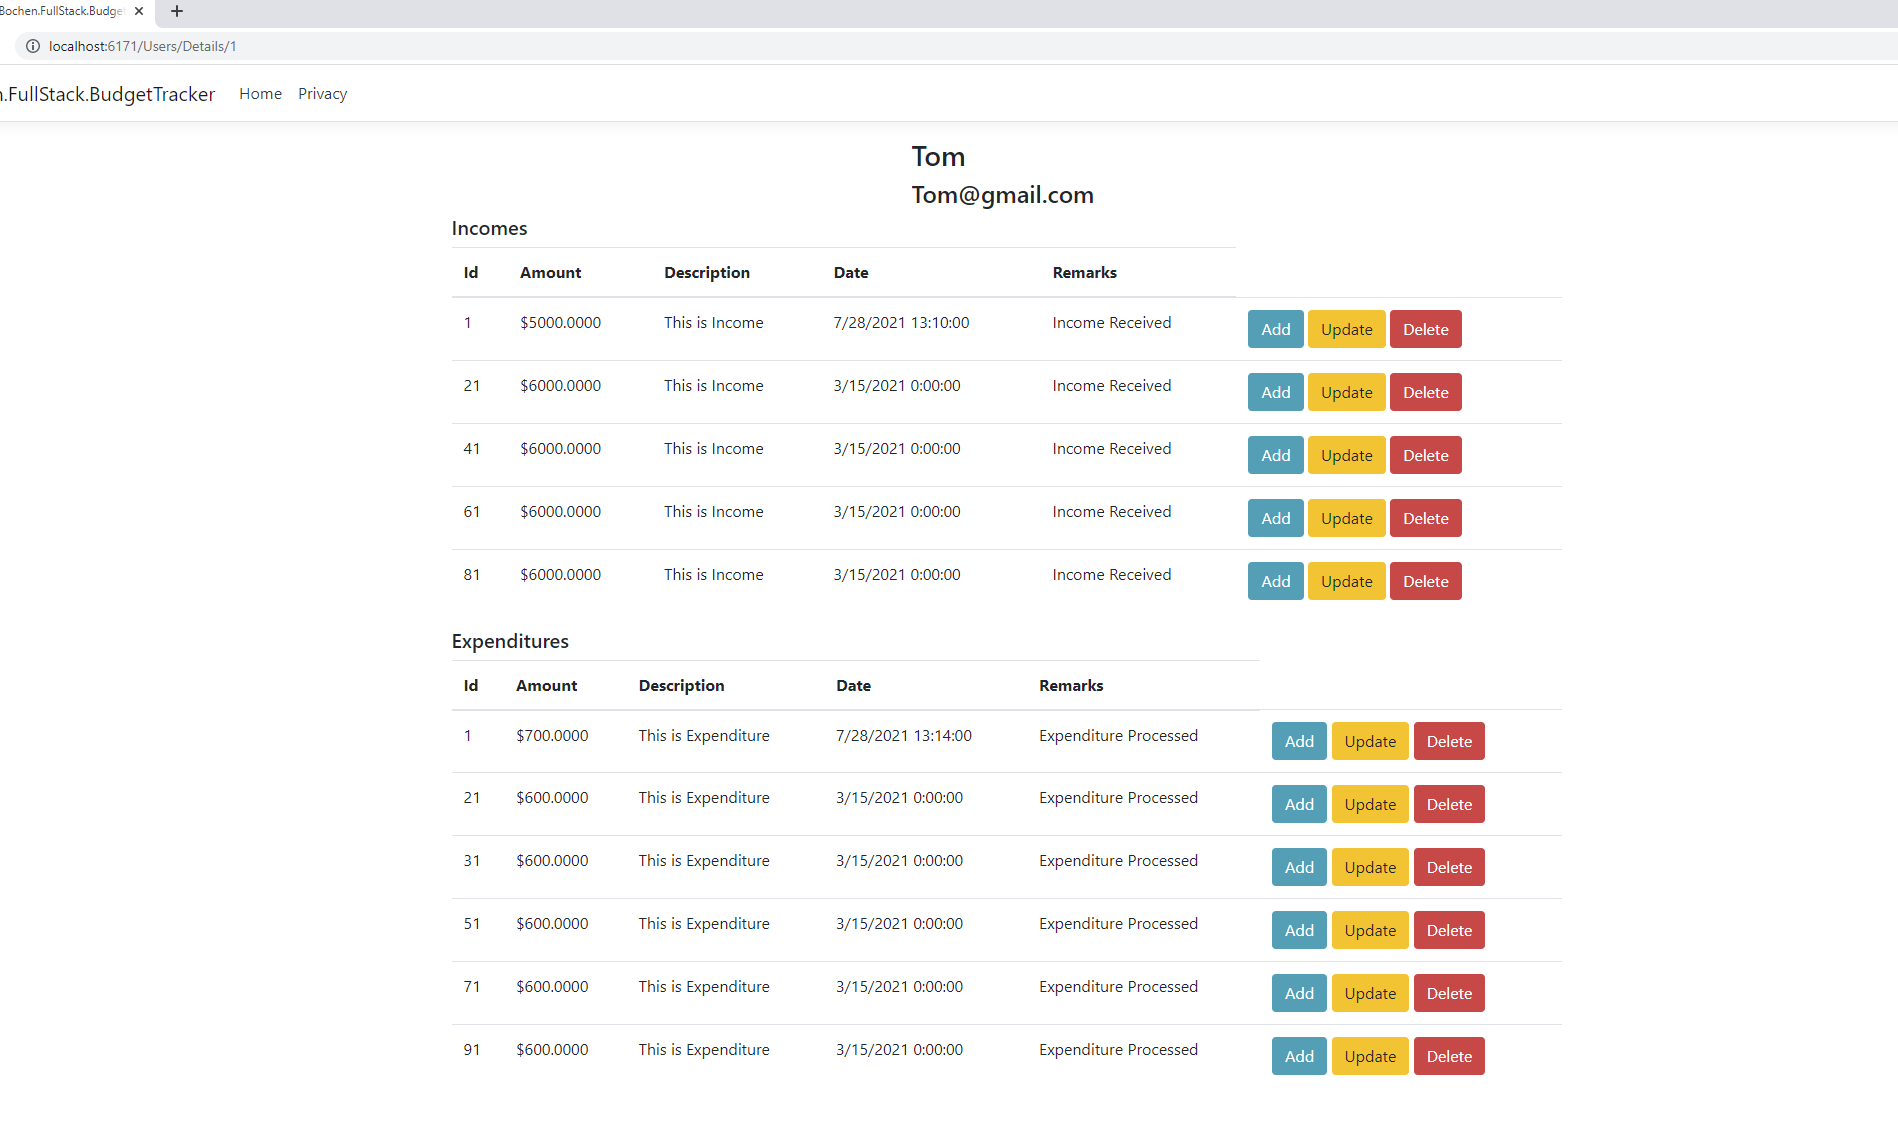 Bochen.FullStack.Budge
localhost:6171/Users/Details/1
.FullStack.BudgetTracker Home Privacy
Tom
Tom@gmail.com
Incomes
Id Amount Description Date Remarks
1 $5000.0000 This is Income 7/28/2021 13:10:00 Income Received Add Update Delete
21 $6000.0000 This is Income 3/15/2021 0:00:00 Income Received Add Update Delete
41 $6000.0000 This is Income 3/15/2021 0:00:00 Income Received Add Update Delete
61 $6000.0000 This is Income 3/15/2021 0:00:00 Income Received Add Update Delete
81 $6000.0000 This is Income 3/15/2021 0:00:00 Income Received Add Update Delete
Expenditures
Id Amount Description Date Remarks
1 $700.0000 This is Expenditure 7/28/2021 13:14:00 Expenditure Processed Add Update Delete
21 $600.0000 This is Expenditure 3/15/2021 0:00:00 Expenditure Processed Add Update Delete
31 $600.0000 This is Expenditure 3/15/2021 0:00:00 Expenditure Processed Add Update Delete
51 $600.0000 This is Expenditure 3/15/2021 0:00:00 Expenditure Processed Add Update Delete
71 $600.0000 This is Expenditure 3/15/2021 0:00:00 Expenditure Processed Add Update Delete
91 $600.0000 This is Expenditure 3/15/2021 0:00:00 Expenditure Processed Add Update Delete